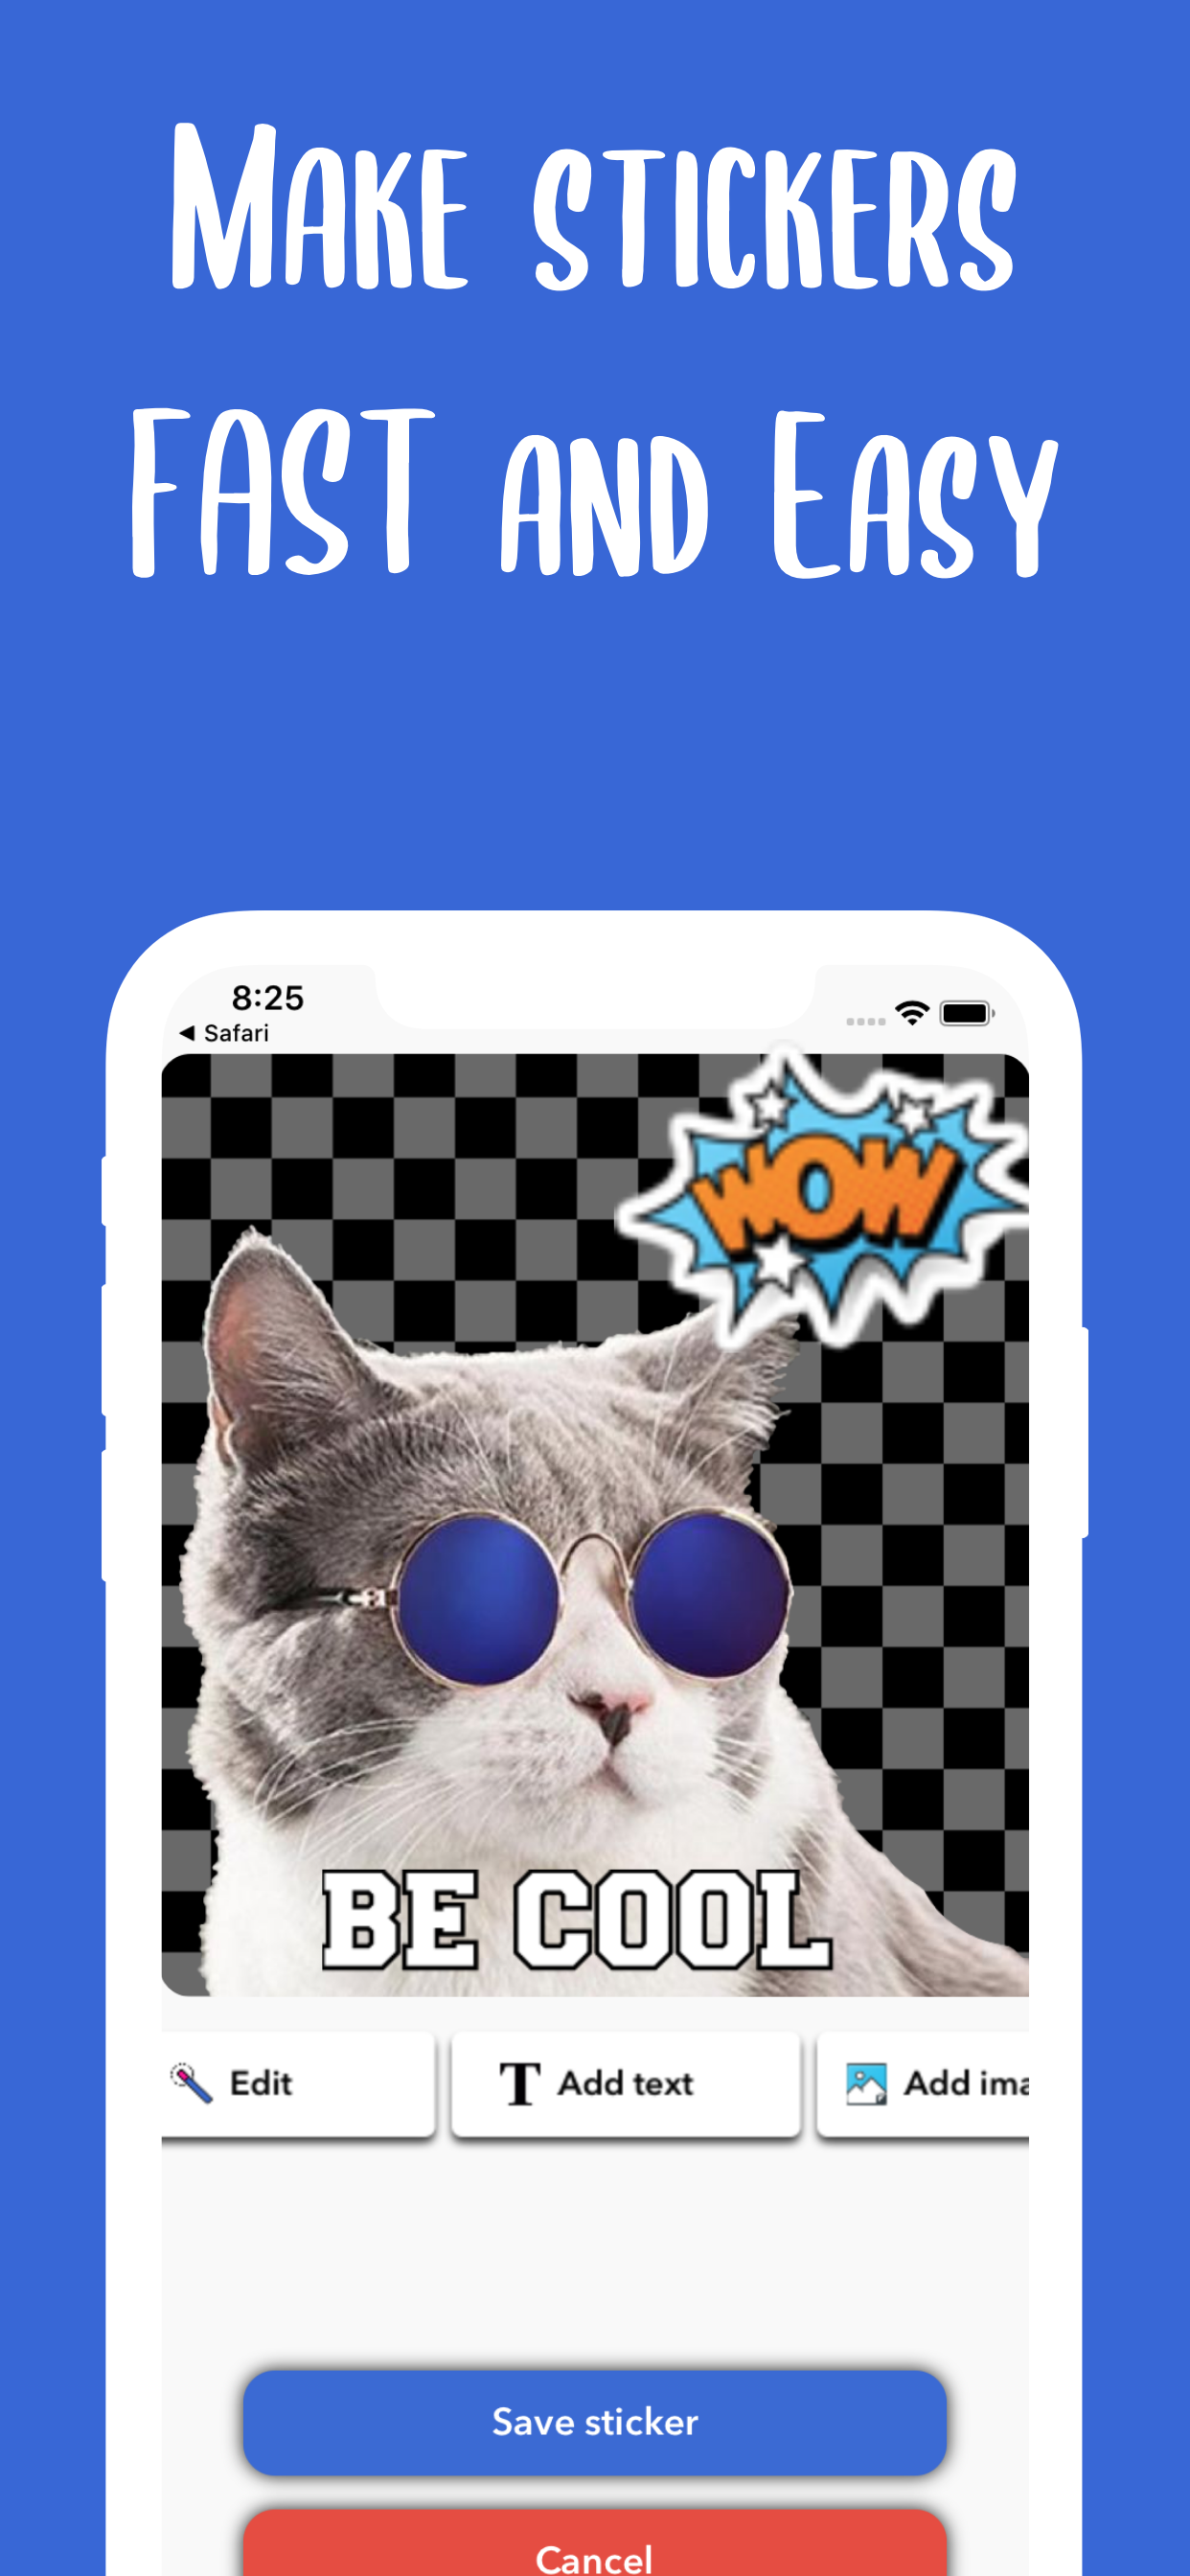 Make stickers
FAST and Easy
8:25
◀ Safari
WOW
BE COOL
Edit
Add text
Add ima
Save sticker
Cancel